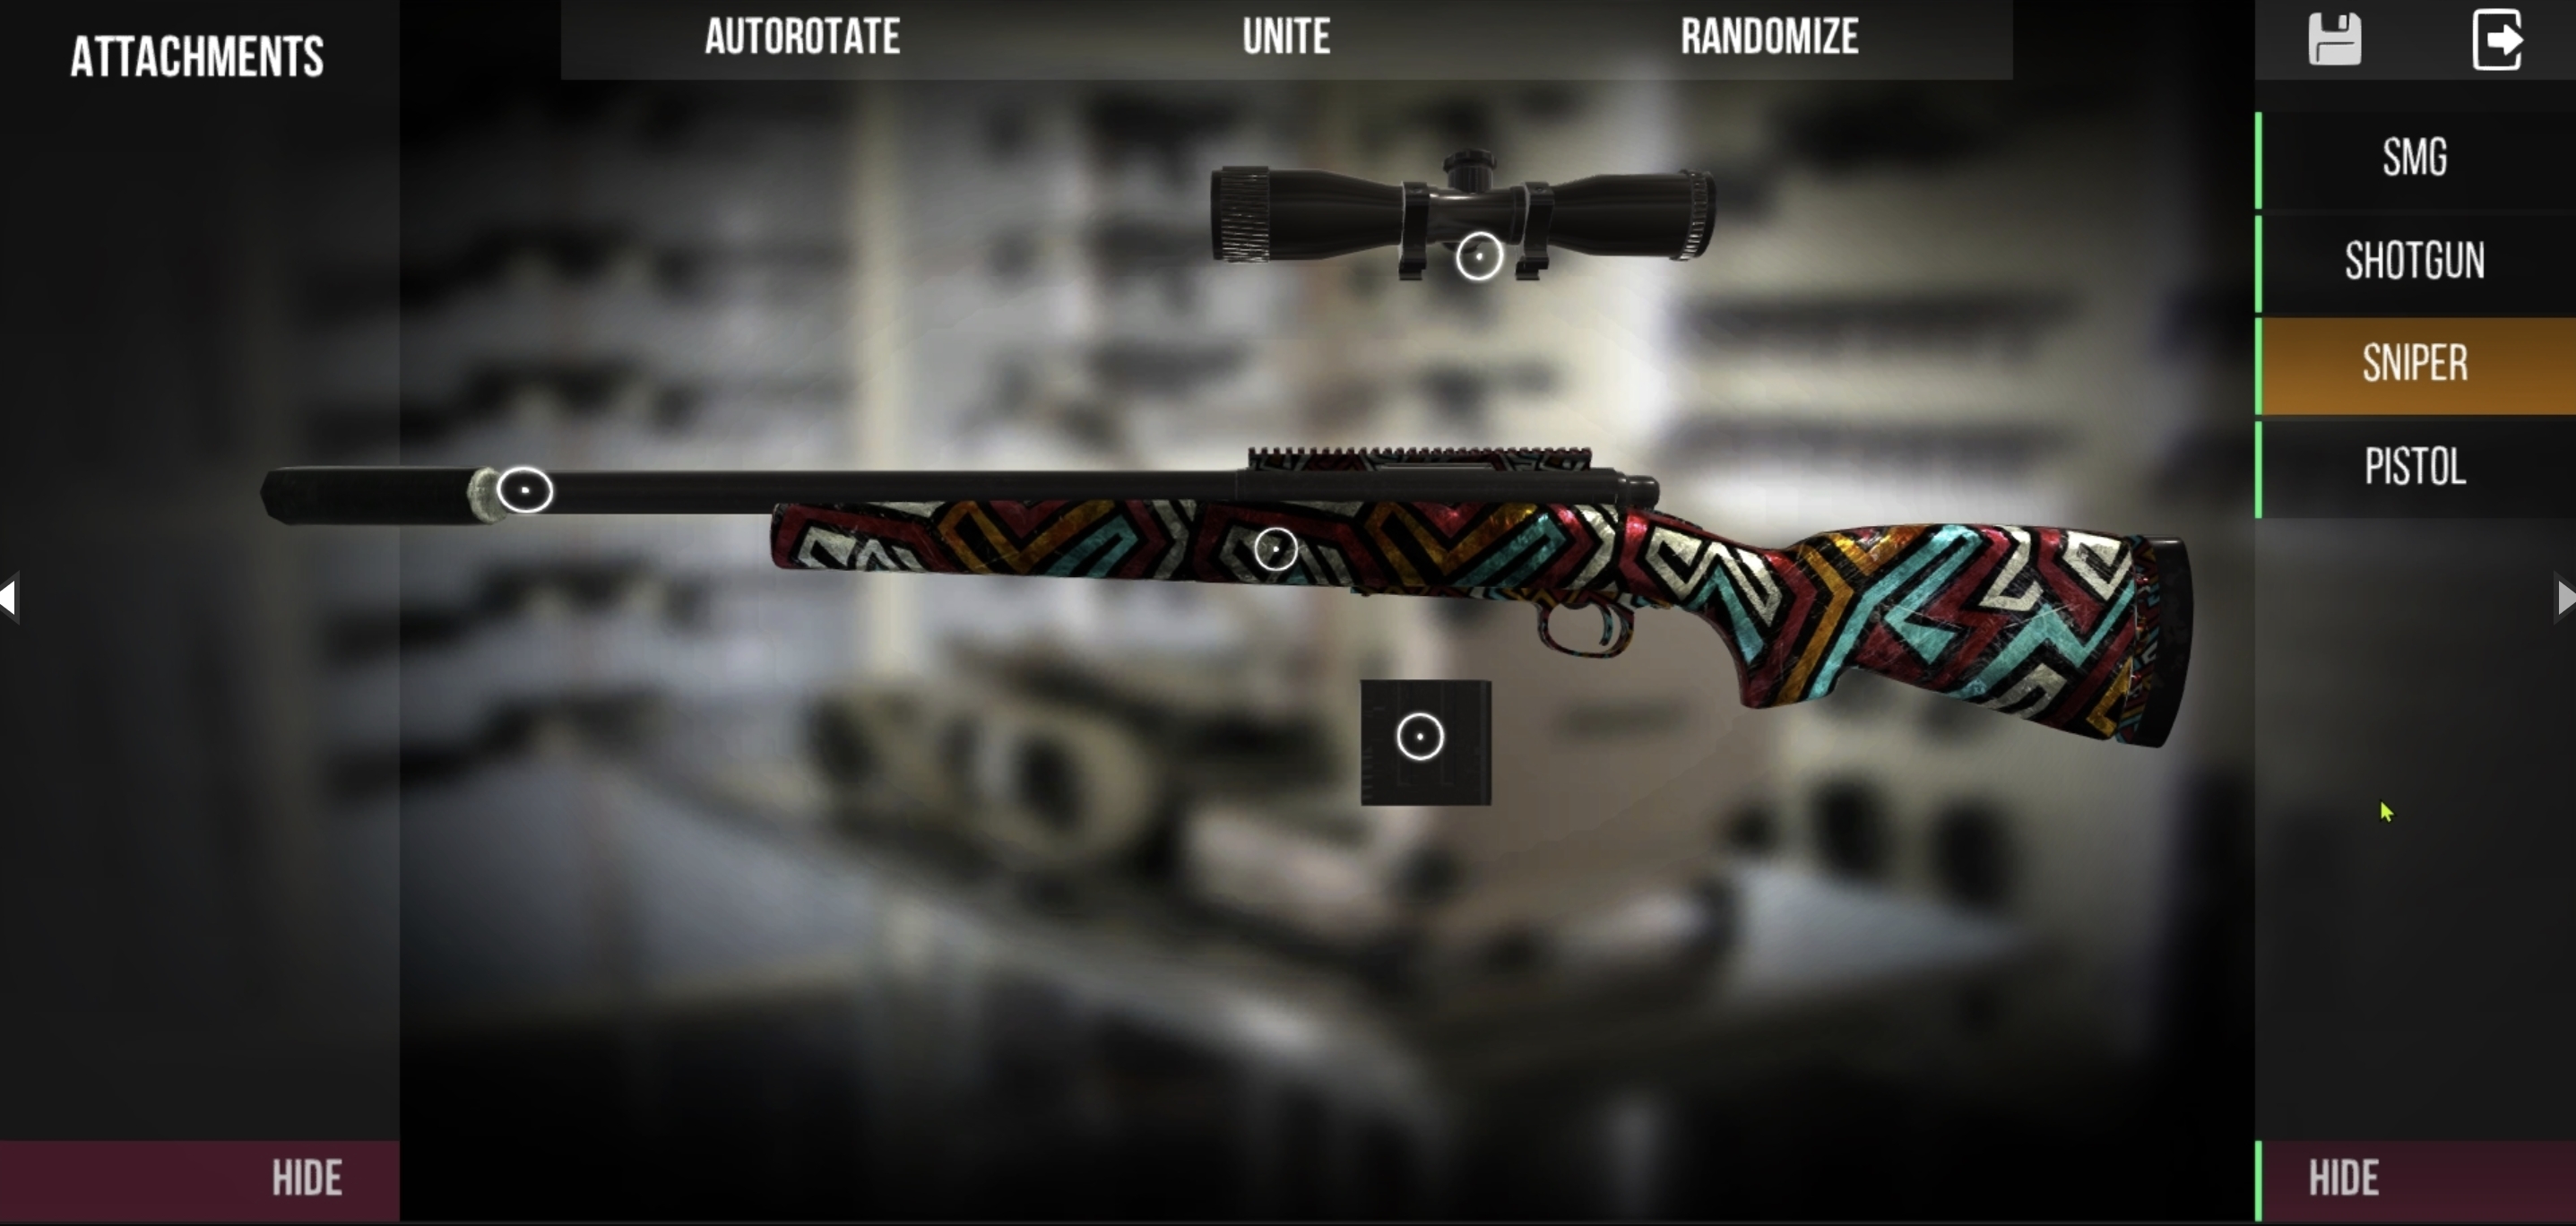 ATTACHMENTS
AUTOROTATE
UNITE
RANDOMIZE
SMG
SHOTGUN
SNIPER
PISTOL
HIDE
HIDE